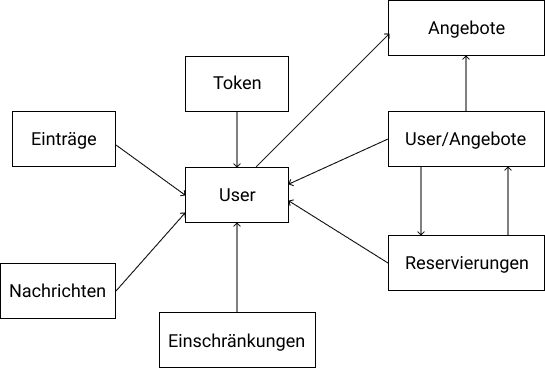 Angebote
Token
Einträge
User/Angebote
User
Reservierungen
Nachrichten
Einschränkungen